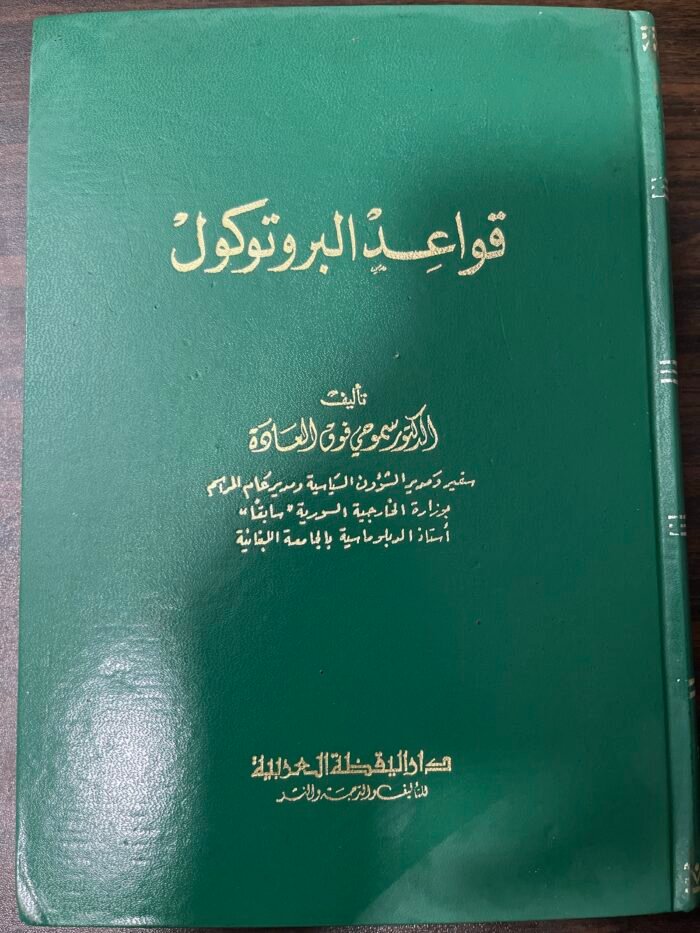 قواعد البروتوكول
تأليف
الدكتور سموحي فوق العادة
سفير ومدير الشؤون السياسية ومدير عام المراسم
بوزارة الخارجية السورية "سابقًا"
أستاذ الدبلوماسية بالجامعة اللبنانية
دار اليقظة العربية
للتأليف والترجمة والنشر